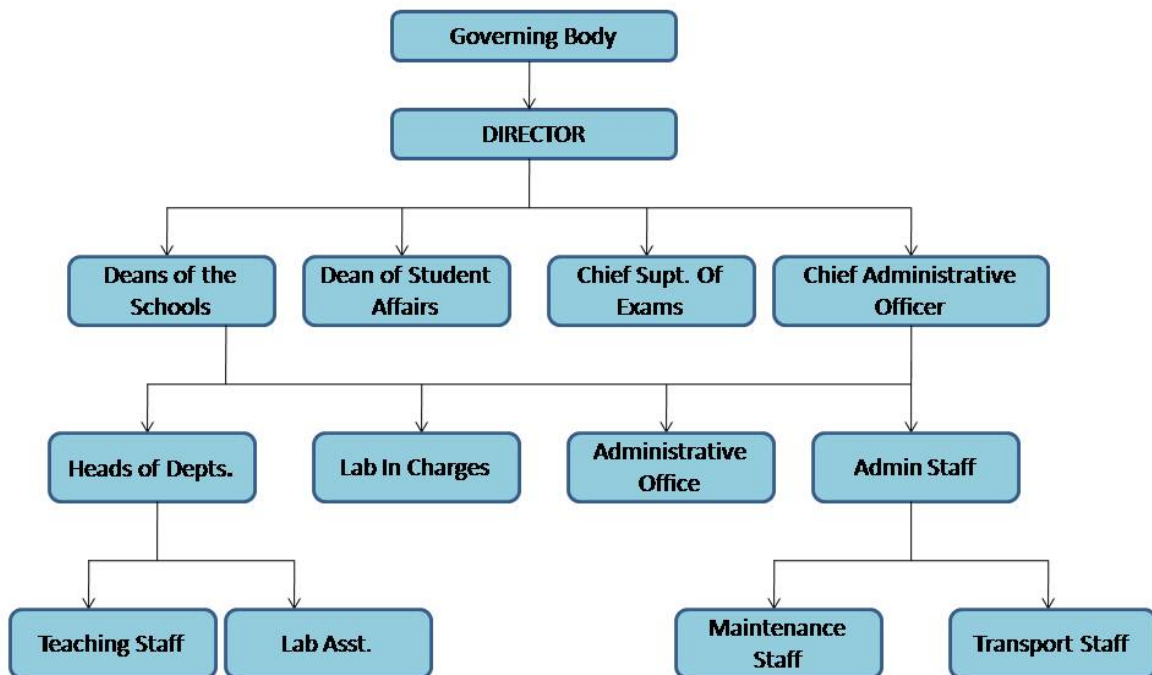 Governing Body
DIRECTOR
Deans of the
Schools
Dean of Student
Affairs
Chief Supt. Of
Exams
Chief Administrative
Officer
Heads of Depts.
Lab In Charges
Administrative
Office
Admin Staff
Teaching Staff
Lab Asst.
Maintenance
Staff
Transport Staff